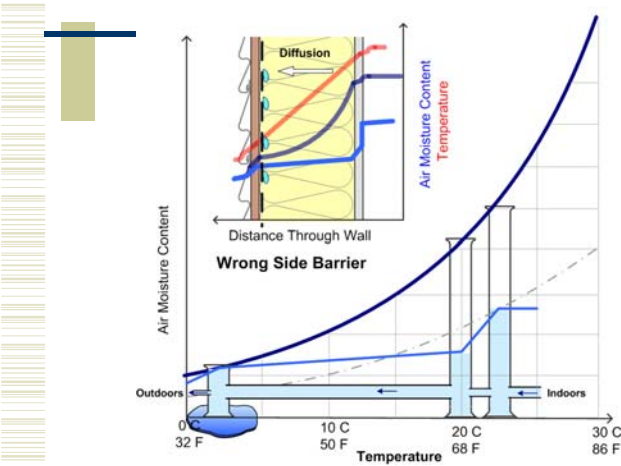 Diffusion
Air Moisture Content
Temperature
Distance Through Wall
Wrong Side Barrier
Air Moisture Content
Outdoors
Indoors
0 C
10 C
20 C
30 C
32 F
50 F
68 F
86 F
Temperature